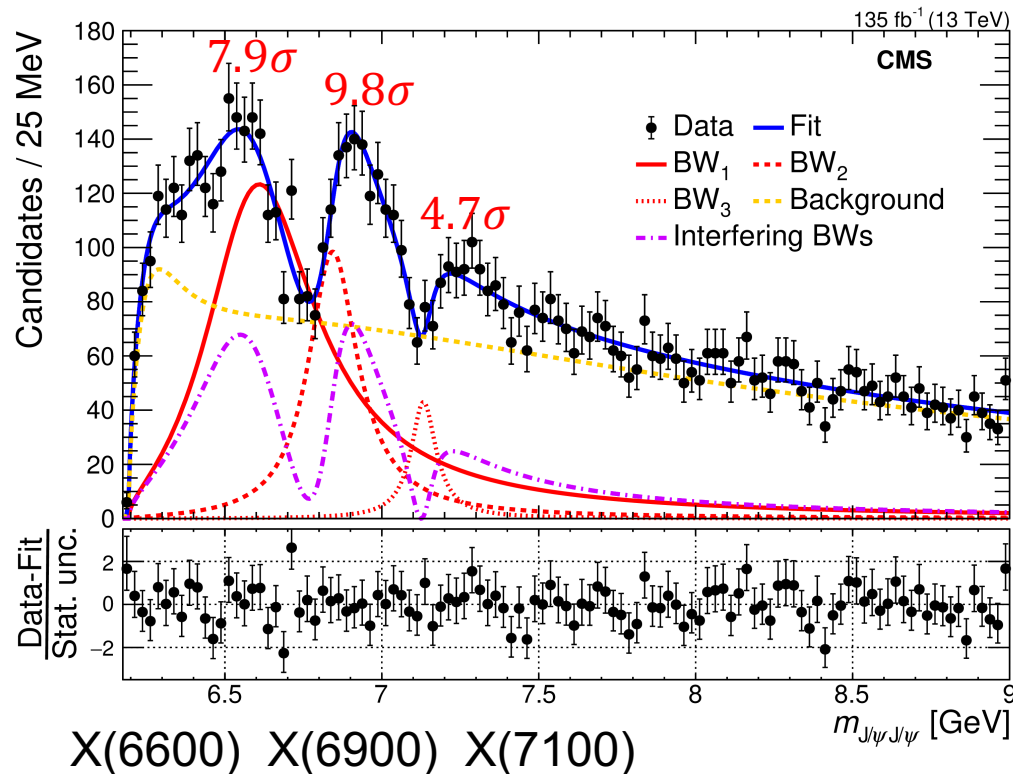 135 fb⁻¹ (13 TeV)
CMS
Candidates / 25 MeV
180
160
140
120
100
80
60
40
20
0
7.9σ
9.8σ
4.7σ
Data
Fit
BW₁
BW₂
BW₃
Background
Interfering BWs
Data-Fit
Stat. unc.
2
0
−2
6.5
7
7.5
8
8.5
9
m_J/ψJ/ψ [GeV]
X(6600) X(6900) X(7100)